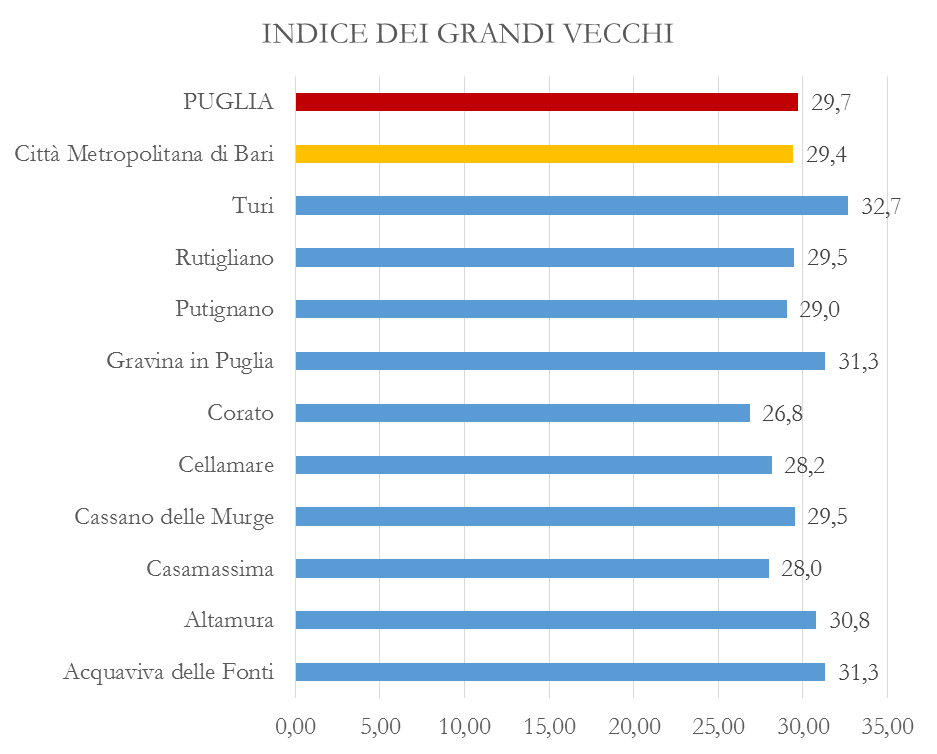 INDICE DEI GRANDI VECCHI
PUGLIA 29,7
Città Metropolitana di Bari 29,4
Turi 32,7
Rutigliano 29,5
Putignano 29,0
Gravina in Puglia 31,3
Corato 26,8
Cellamare 28,2
Cassano delle Murge 29,5
Casamassima 28,0
Altamura 30,8
Acquaviva delle Fonti 31,3
0,00 5,00 10,00 15,00 20,00 25,00 30,00 35,00